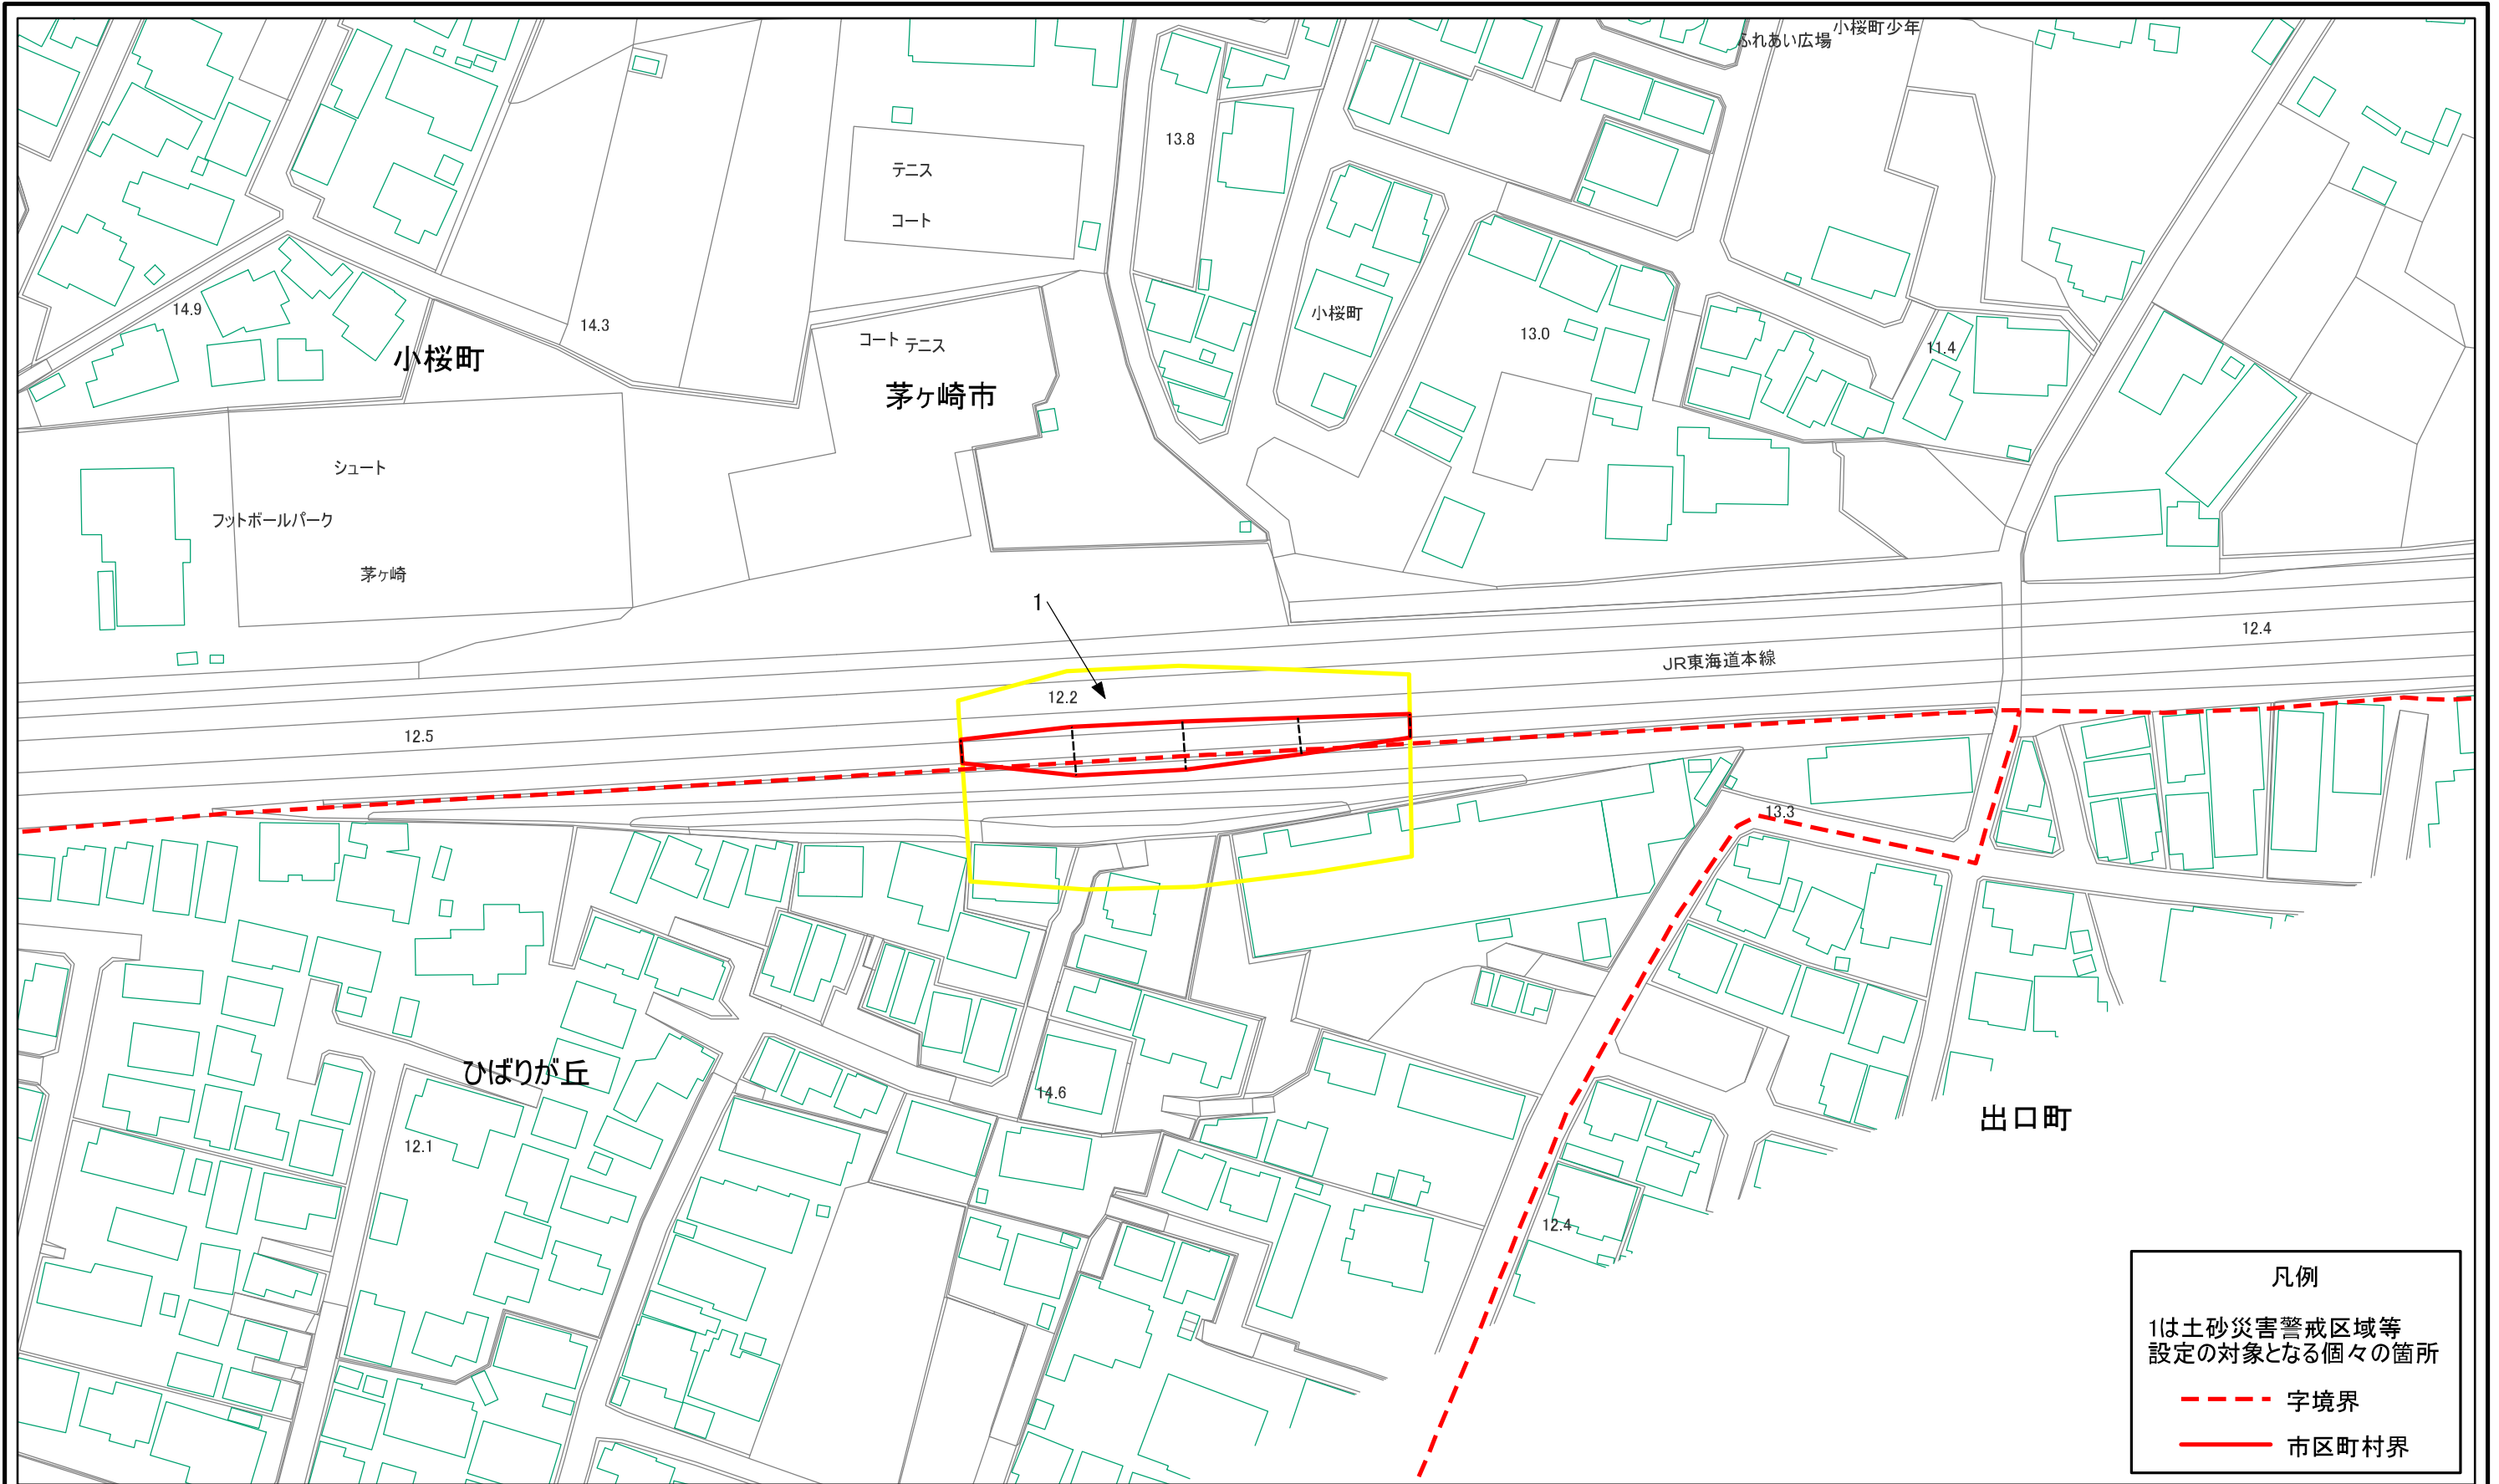 小桜町少年
ふれあい広場
13.8
テニス
コート
14.9
14.3
小桜町
13.0
コート テニス
11.4
小桜町
茅ヶ崎市
シュート
フットボールパーク
茅ヶ崎
1
12.4
JR東海道本線
12.2
12.5
13.3
ひばりが丘
14.6
出口町
12.1
12.4
凡例
1は土砂災害警戒区域等
設定の対象となる個々の箇所
字境界
市区町村界